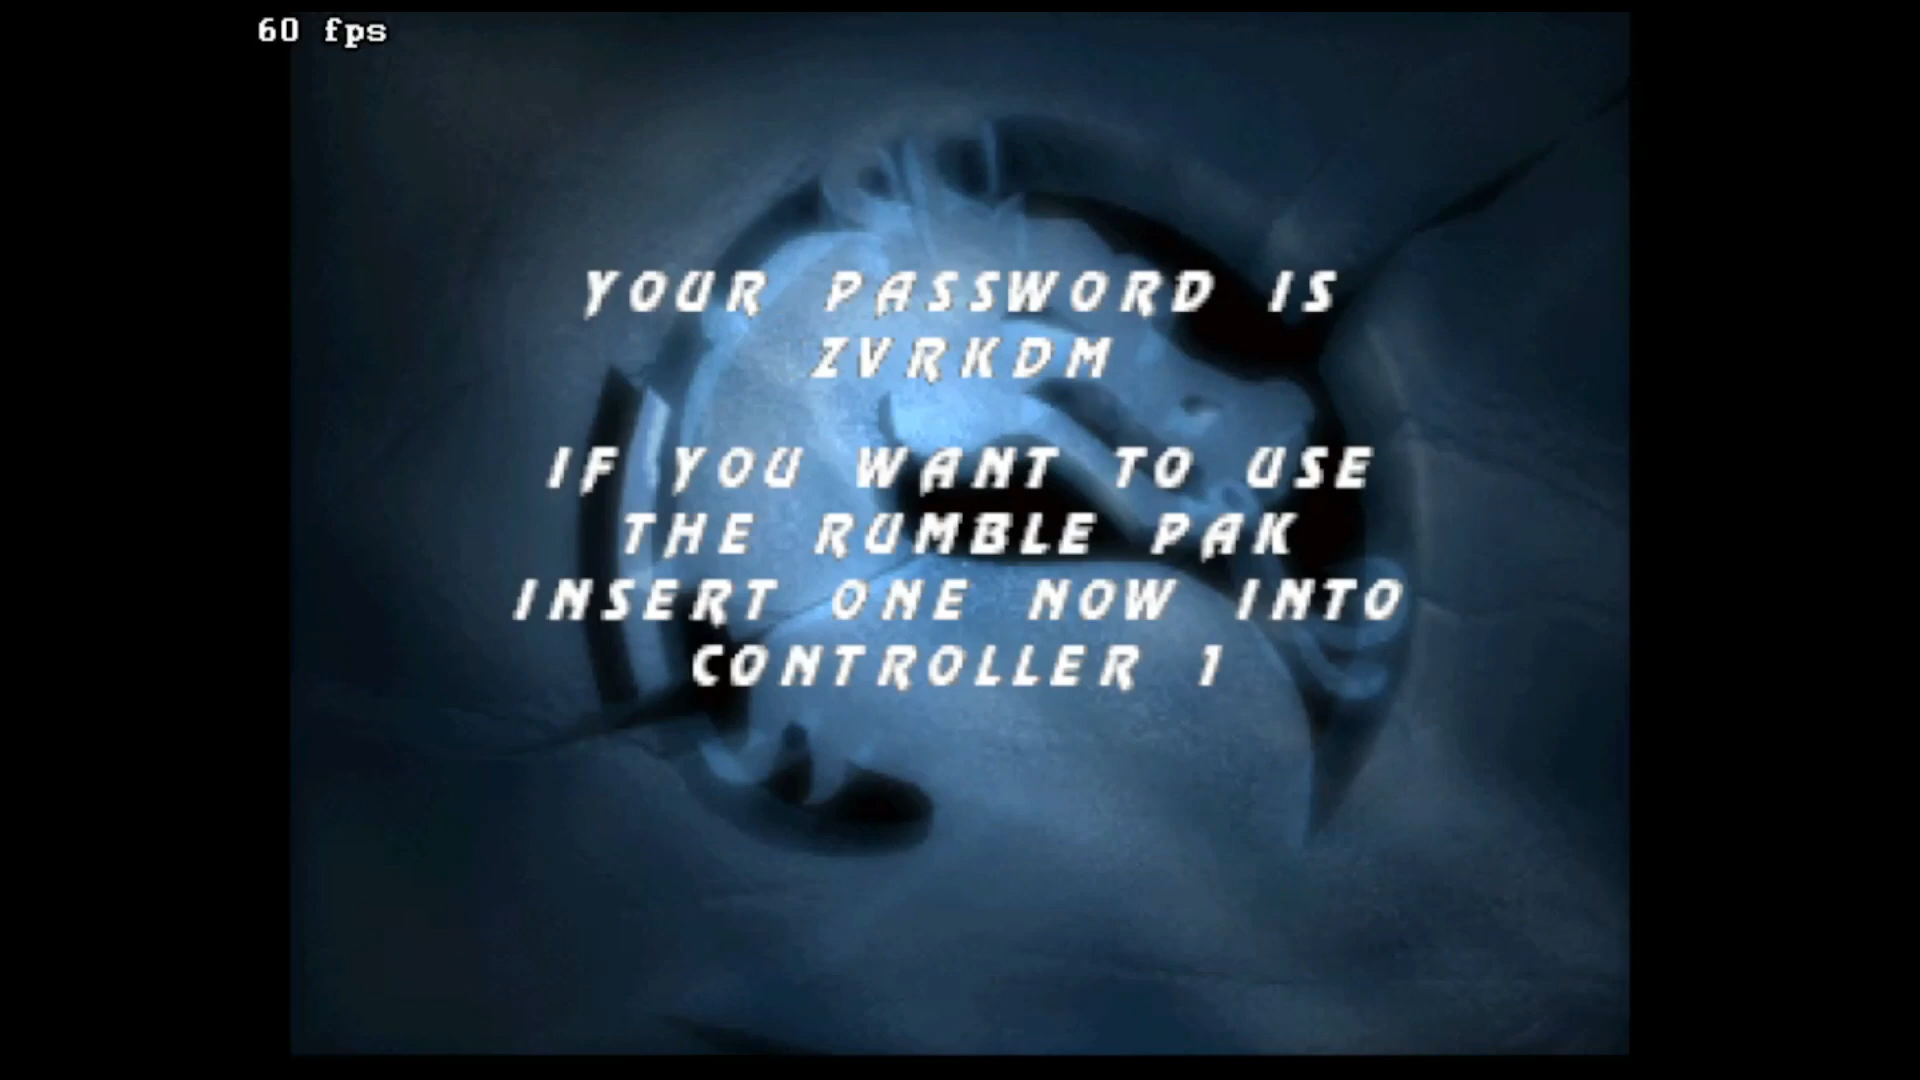 60 fps
YOUR PASSWORD IS
ZVRKDM
IF YOU WANT TO USE
THE RUMBLE PAK
INSERT ONE NOW INTO
CONTROLLER 1